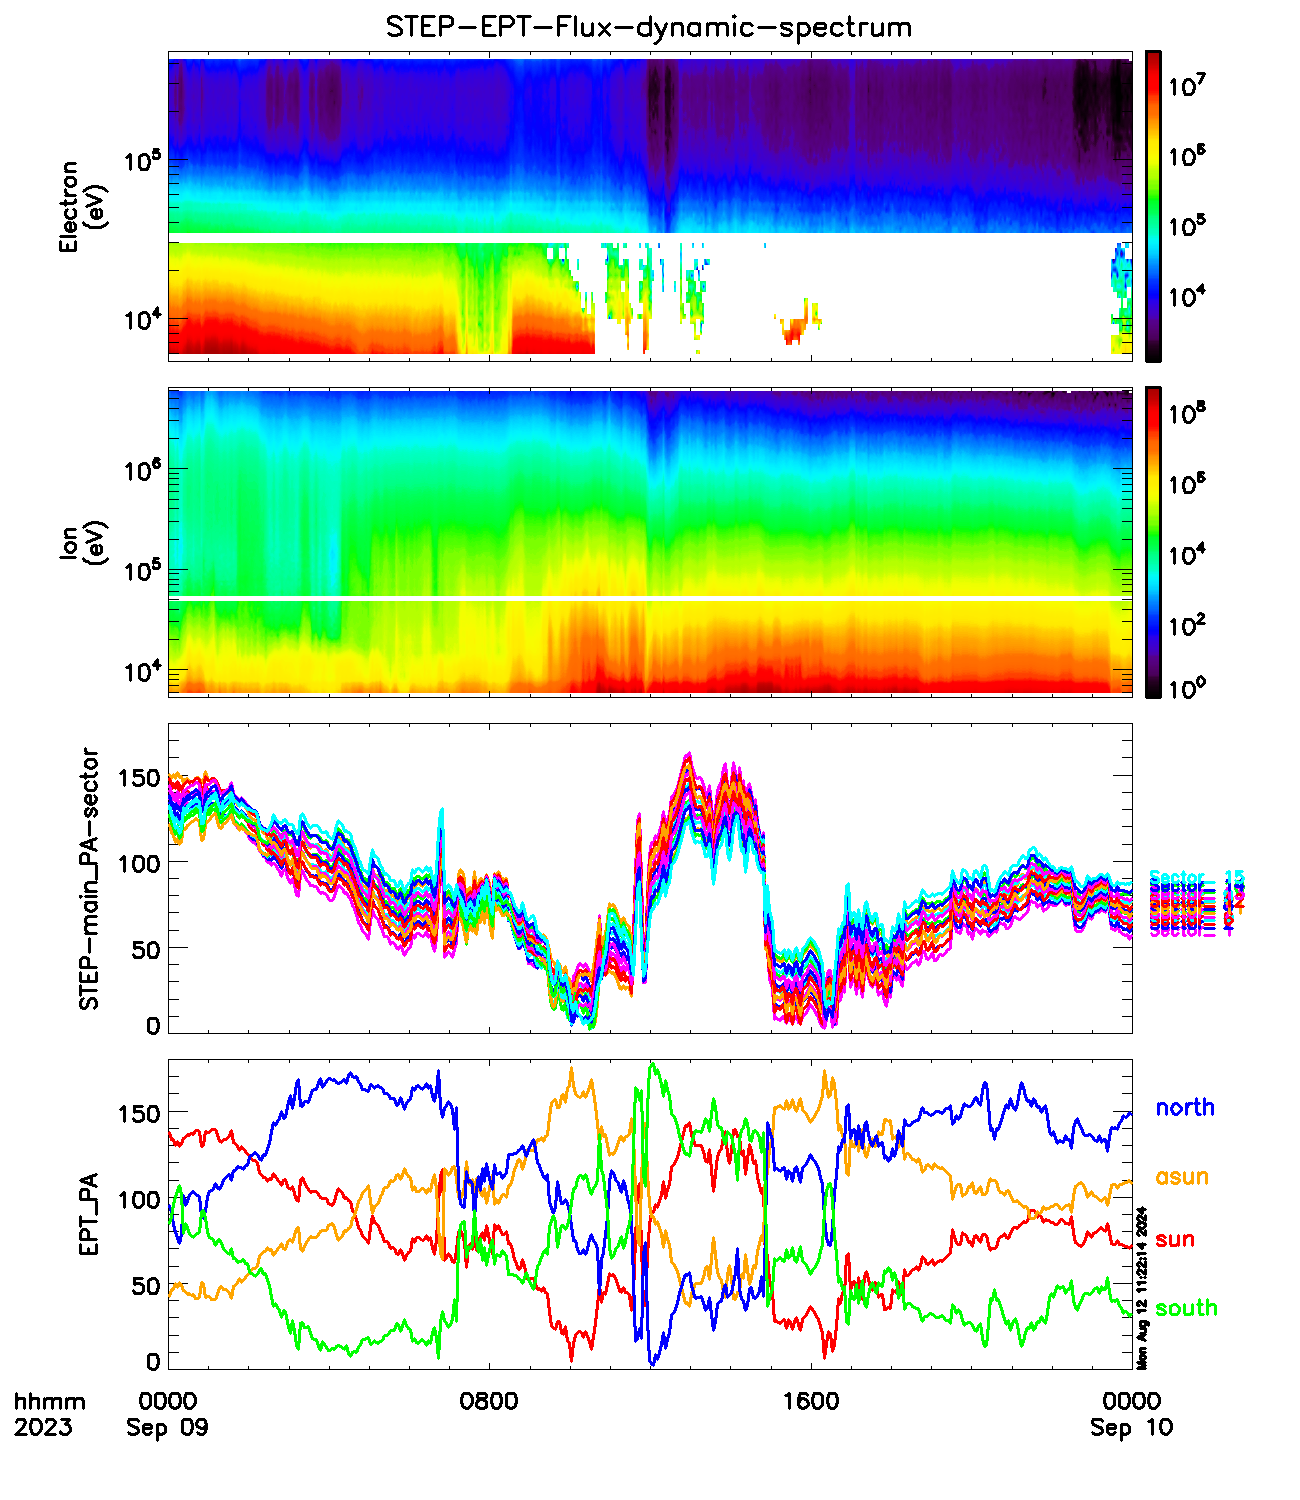 STEP-EPT-Flux-dynamic-spectrum
Electron
(eV)
10^5
10^4
10^7
10^6
10^5
10^4
Ion
(eV)
10^6
10^5
10^4
10^8
10^6
10^4
10^2
10^0
STEP-main_PA-sector
150
100
50
0
Sector 15
EPT_PA
150
100
50
0
north
asun
sun
south
Mon Aug 12 11:22:14 2024
hhmm 0000 0800 1600 0000
2023 Sep 09 Sep 10